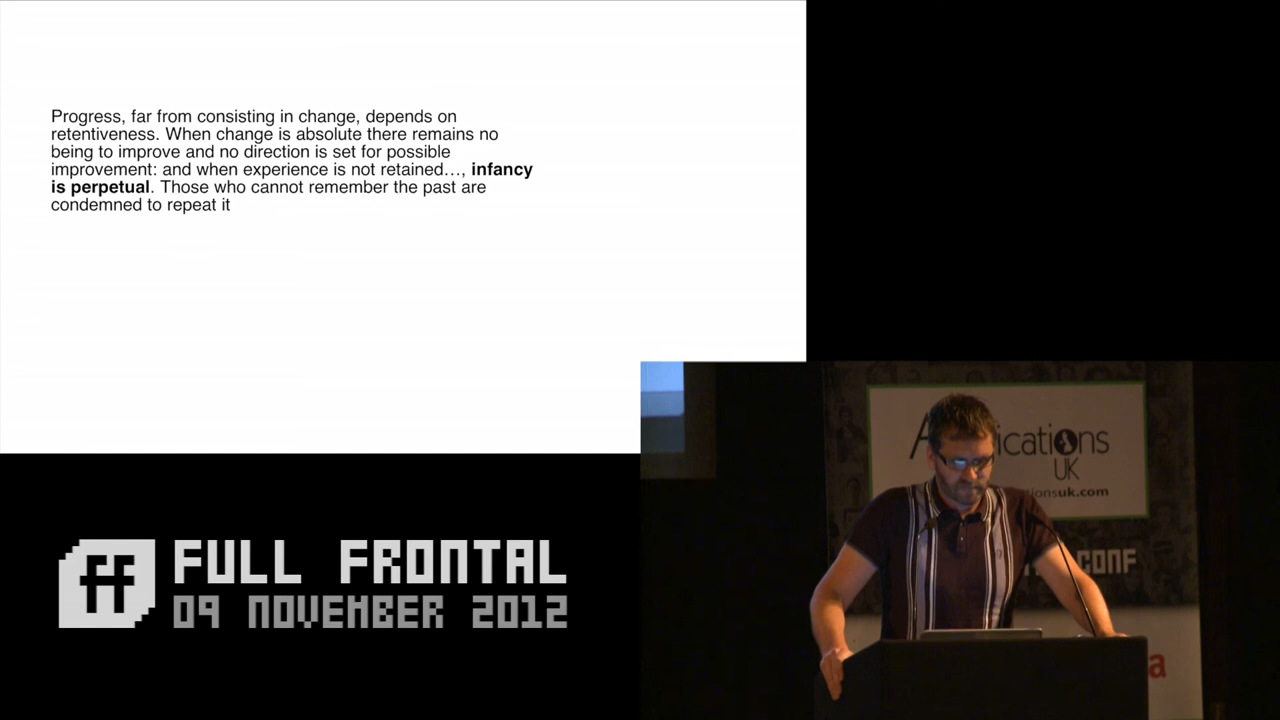 Progress, far from consisting in change, depends on
retentiveness. When change is absolute there remains no
being to improve and no direction is set for possible
improvement: and when experience is not retained…, infancy
is perpetual. Those who cannot remember the past are
condemned to repeat it
ff
FULL FRONTAL
09 NOVEMBER 2012
UK
CONF